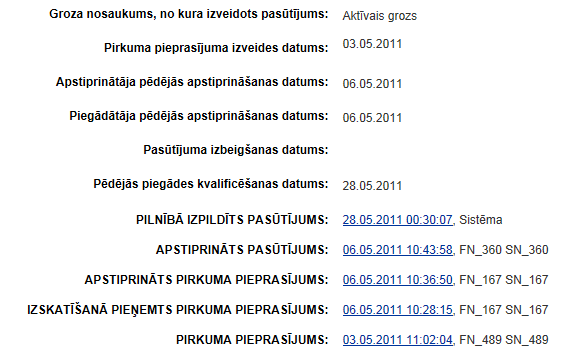 Groza nosaukums, no kura izveidots pasūtījums: Aktīvais grozs
Pirkuma pieprasījuma izveides datums: 03.05.2011
Apstiprinātāja pēdējās apstiprināšanas datums: 06.05.2011
Piegādātāja pēdējās apstiprināšanas datums: 06.05.2011
Pasūtījuma izbeigšanas datums:
Pēdējās piegādes kvalificēšanas datums: 28.05.2011
PILNĪBĀ IZPILDĪTS PASŪTĪJUMS: 28.05.2011 00:30:07, Sistēma
APSTIPRINĀTS PASŪTĪJUMS: 06.05.2011 10:43:58, FN_360 SN_360
APSTIPRINĀTS PIRKUMA PIEPRASĪJUMS: 06.05.2011 10:36:50, FN_167 SN_167
IZSKATĪŠANĀ PIEŅEMTS PIRKUMA PIEPRASĪJUMS: 06.05.2011 10:28:15, FN_167 SN_167
PIRKUMA PIEPRASĪJUMS: 03.05.2011 11:02:04, FN_489 SN_489